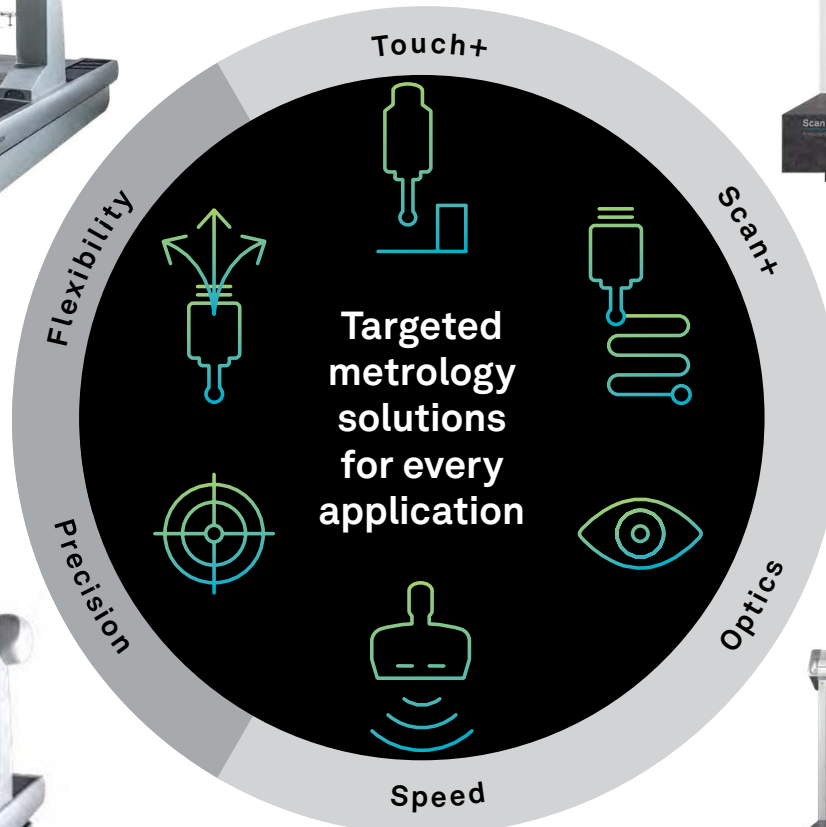 Touch+
Scan
Scan+
Flexibility
Targeted
metrology
solutions
for every
application
Precision
Optics
Speed